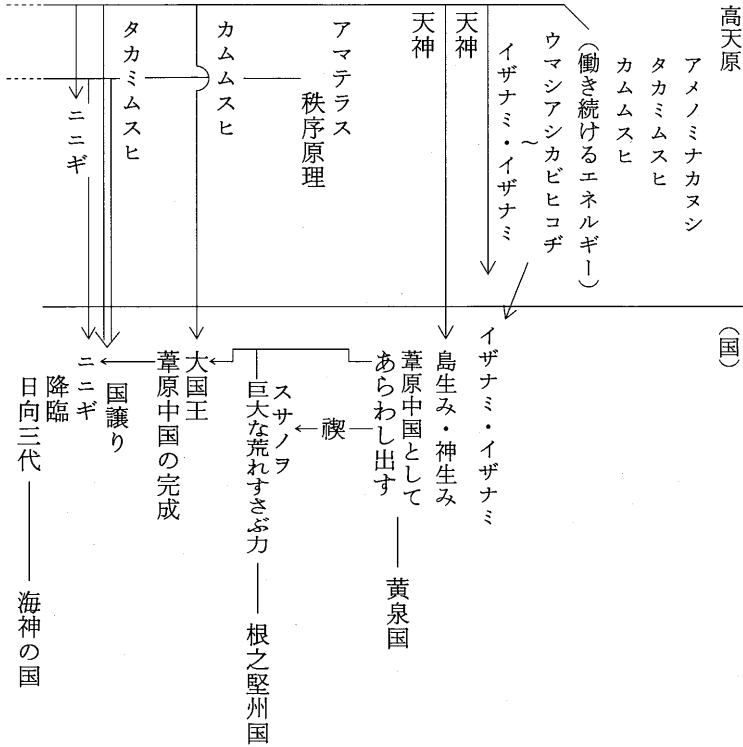 高天原
アメノミナカヌシ
タカミムスヒ
カムムスヒ
（働き続けるエネルギー）
ウマシアシカビヒコヂ
～
イザナミ・イザナミ
天神
天神
アマテラス
秩序原理
カムムスヒ
タカミムスヒ
ニニギ
（国）
イザナミ・イザナミ
島生み・神生み
葦原中国として
あらわし出す
黄泉国
禊
スサノヲ
巨大な荒れすさぶ力
根之堅州国
大国王
葦原中国の完成
国譲り
ニニギ
降臨
日向三代
海神の国